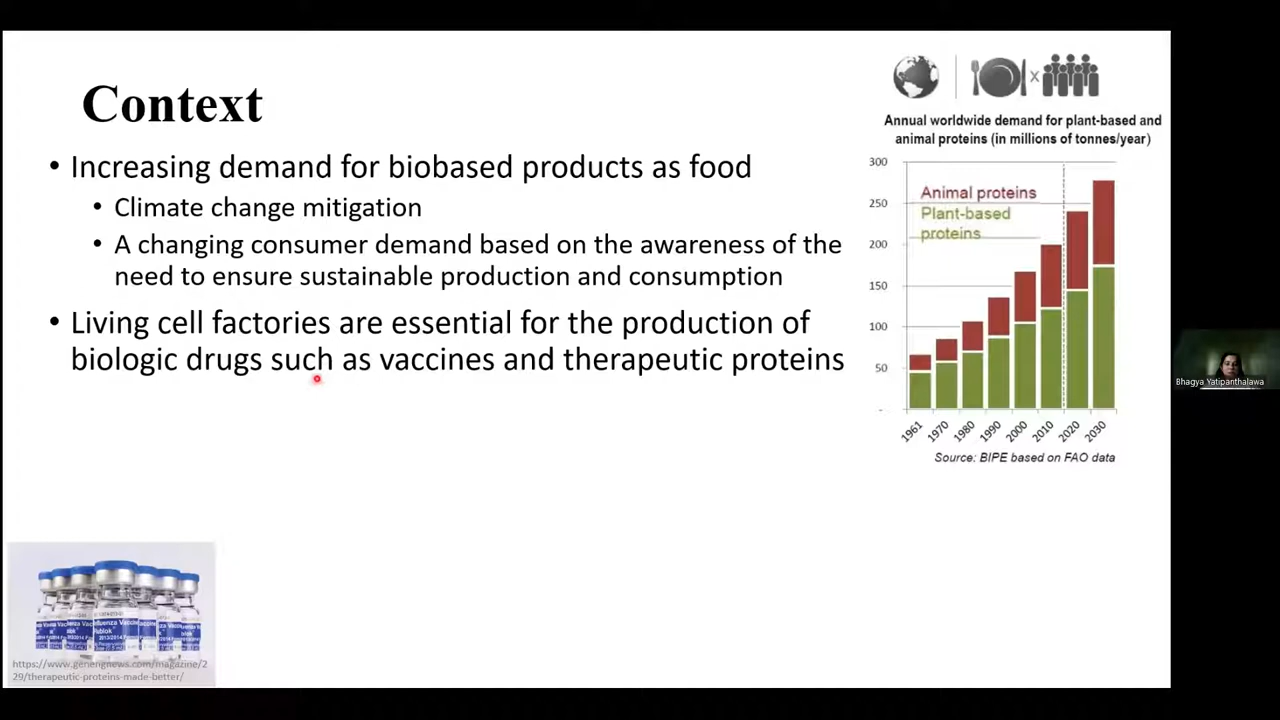 Context
• Increasing demand for biobased products as food
• Climate change mitigation
• A changing consumer demand based on the awareness of the
need to ensure sustainable production and consumption
• Living cell factories are essential for the production of
biologic drugs such as vaccines and therapeutic proteins
x
Annual worldwide demand for plant-based and
animal proteins (in millions of tonnes/year)
300
250
200
150
100
50
-
Animal proteins
Plant-based
proteins
1961
1970
1980
1990
2000
2010
2020
2030
Source: BIPE based on FAO data
Bhagya Yatipanthalawa
https://www.genengnews.com/magazine/2
29/therapeutic-proteins-made-better/